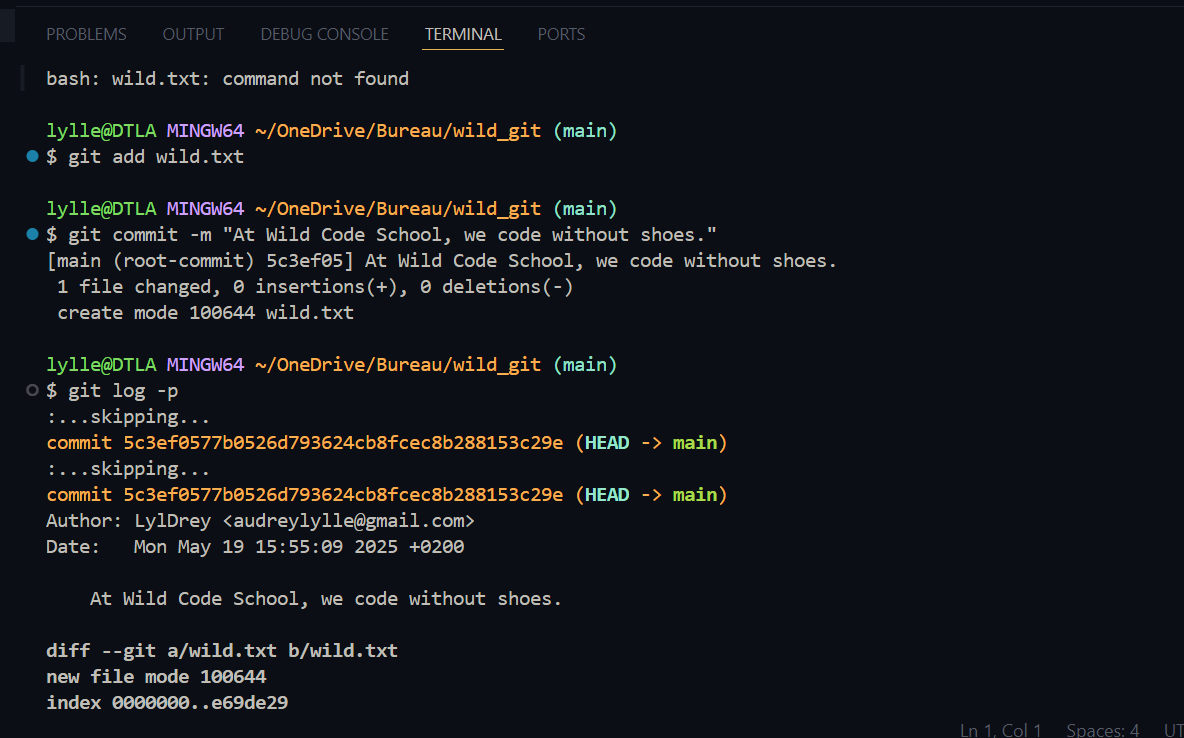 PROBLEMS OUTPUT DEBUG CONSOLE TERMINAL PORTS
bash: wild.txt: command not found
lylle@DTLA MINGW64 ~/OneDrive/Bureau/wild_git (main)
$ git add wild.txt
lylle@DTLA MINGW64 ~/OneDrive/Bureau/wild_git (main)
$ git commit -m "At Wild Code School, we code without shoes."
[main (root-commit) 5c3ef05] At Wild Code School, we code without shoes.
 1 file changed, 0 insertions(+), 0 deletions(-)
 create mode 100644 wild.txt
lylle@DTLA MINGW64 ~/OneDrive/Bureau/wild_git (main)
$ git log -p
:...skipping...
commit 5c3ef0577b0526d793624cb8fcec8b288153c29e (HEAD -> main)
:...skipping...
commit 5c3ef0577b0526d793624cb8fcec8b288153c29e (HEAD -> main)
Author: LylDrey <audreylylle@gmail.com>
Date:   Mon May 19 15:55:09 2025 +0200
    At Wild Code School, we code without shoes.
diff --git a/wild.txt b/wild.txt
new file mode 100644
index 0000000..e69de29
Ln 1, Col 1 Spaces: 4 UT